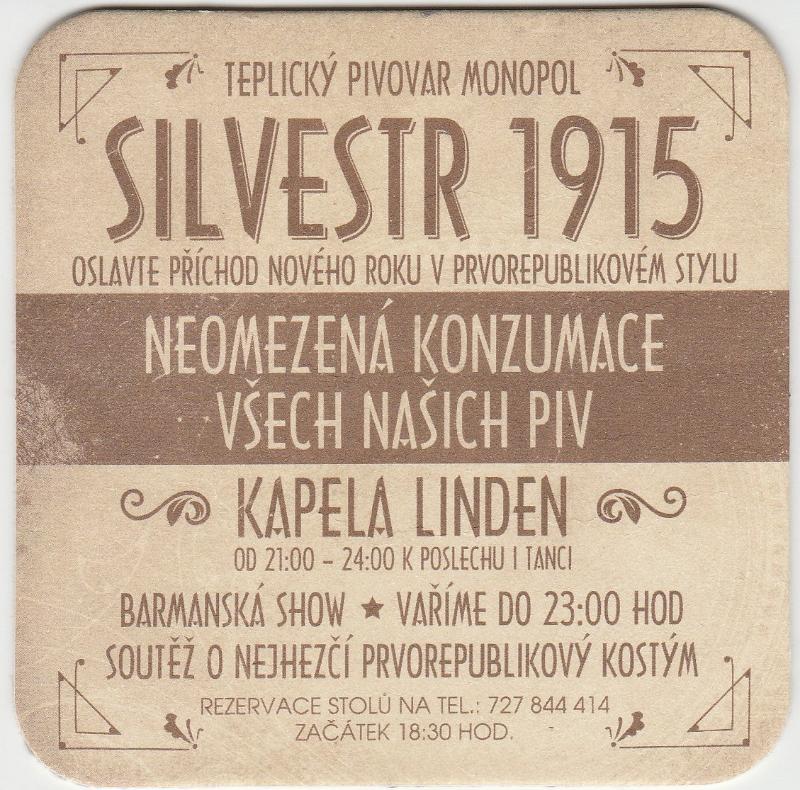 TEPLICKÝ PIVOVAR MONOPOL
SILVESTR 1915
OSLAVTE PŘÍCHOD NOVÉHO ROKU V PRVOREPUBLIKOVÉM STYLU
NEOMEZENÁ KONZUMACE
VŠECH NAŠICH PIV
KAPELA LINDEN
OD 21:00 – 24:00 K POSLECHU I TANCI
BARMANSKÁ SHOW ★ VAŘÍME DO 23:00 HOD
SOUTĚŽ O NEJHEZČÍ PRVOREPUBLIKOVÝ KOSTÝM
REZERVACE STOLŮ NA TEL.: 727 844 414
ZAČÁTEK 18:30 HOD.